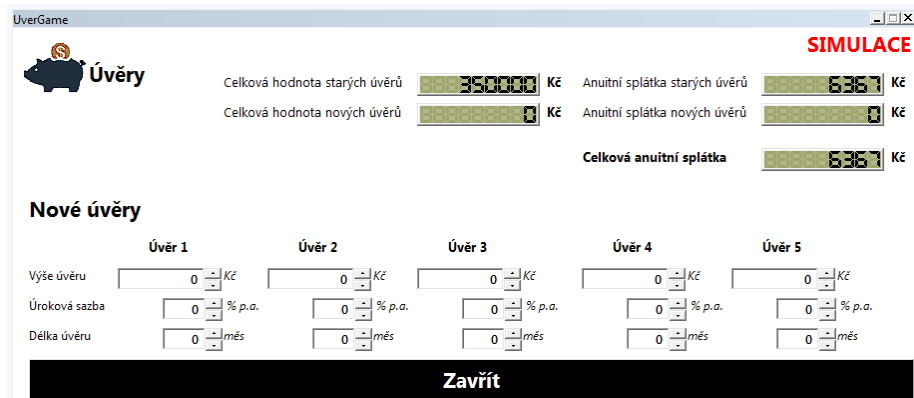 UverGame
SIMULACE
Úvěry
Celková hodnota starých úvěrů 350000 Kč Anuitní splátka starých úvěrů 6367 Kč
Celková hodnota nových úvěrů 0 Kč Anuitní splátka nových úvěrů 0 Kč
Celková anuitní splátka 6367 Kč
Nové úvěry
Úvěr 1 Úvěr 2 Úvěr 3 Úvěr 4 Úvěr 5
Výše úvěru 0 Kč 0 Kč 0 Kč 0 Kč 0 Kč
Úroková sazba 0 % p.a. 0 % p.a. 0 % p.a. 0 % p.a. 0 % p.a.
Délka úvěru 0 měs 0 měs 0 měs 0 měs 0 měs
Zavřít